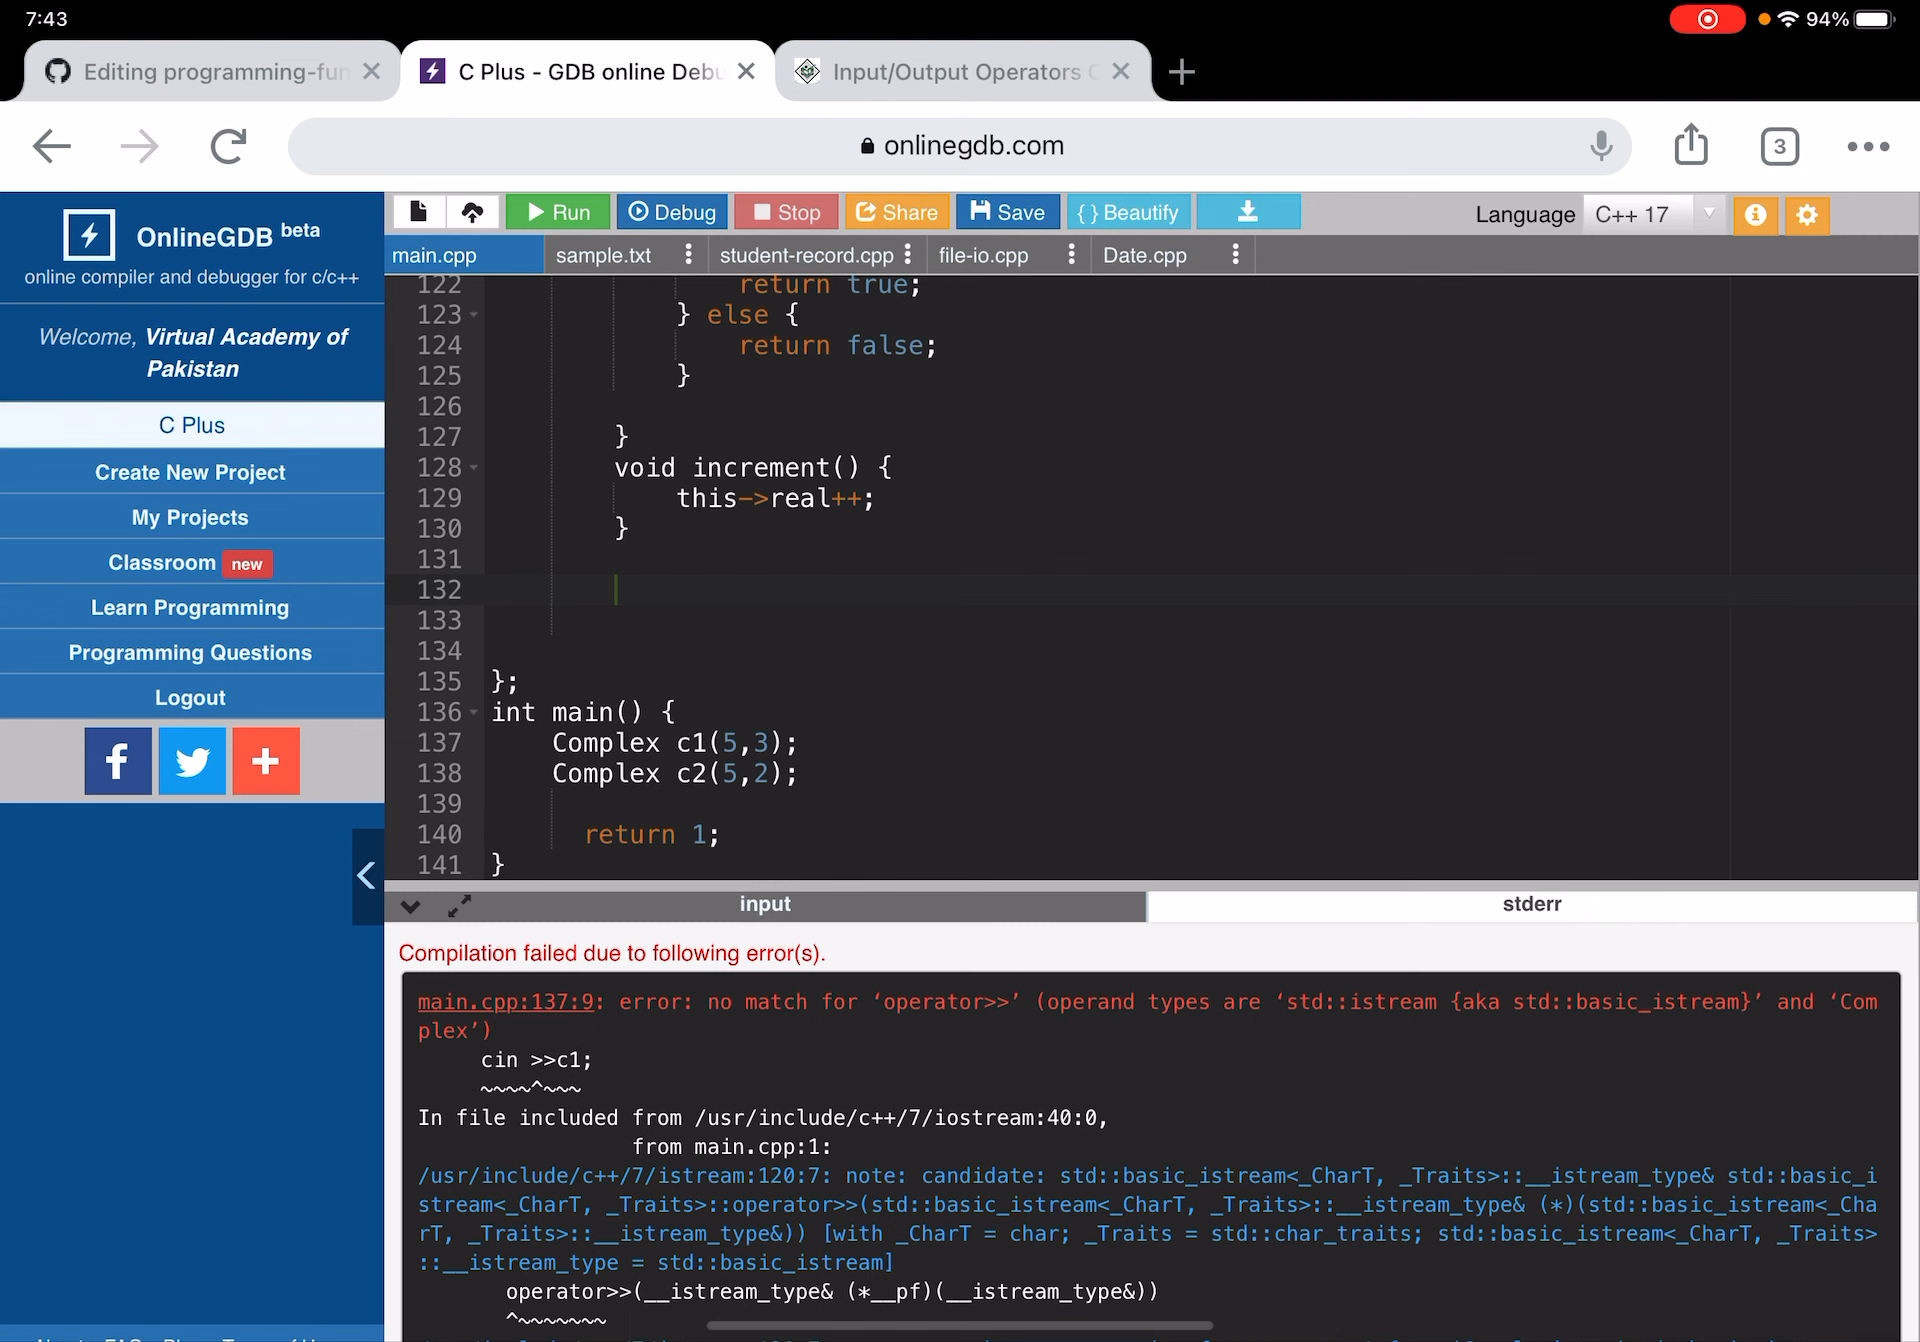 7:43
94%
Editing programming-fun
C Plus - GDB online Debu
Input/Output Operators
onlinegdb.com
3
OnlineGDB beta
online compiler and debugger for c/c++
Welcome, Virtual Academy of
Pakistan
C Plus
Create New Project
My Projects
Classroom new
Learn Programming
Programming Questions
Logout
Run
Debug
Stop
Share
Save
{ } Beautify
Language C++ 17
main.cpp
sample.txt
student-record.cpp
file-io.cpp
Date.cpp
122 return true;
123 } else {
124 return false;
125 }
126
127 }
128 void increment() {
129 this->real++;
130 }
131
132
133
134
135 };
136 int main() {
137 Complex c1(5,3);
138 Complex c2(5,2);
139
140 return 1;
141 }
input
stderr
Compilation failed due to following error(s).
main.cpp:137:9: error: no match for ‘operator>>’ (operand types are ‘std::istream {aka std::basic_istream}’ and ‘Com
plex’)
cin >>c1;
~~~~^~~~
In file included from /usr/include/c++/7/iostream:40:0,
from main.cpp:1:
/usr/include/c++/7/istream:120:7: note: candidate: std::basic_istream<_CharT, _Traits>::__istream_type& std::basic_i
stream<_CharT, _Traits>::operator>>(std::basic_istream<_CharT, _Traits>::__istream_type& (*)(std::basic_istream<_Cha
rT, _Traits>::__istream_type&)) [with _CharT = char; _Traits = std::char_traits; std::basic_istream<_CharT, _Traits>
::__istream_type = std::basic_istream]
operator>>(__istream_type& (*__pf)(__istream_type&))
^~~~~~~~